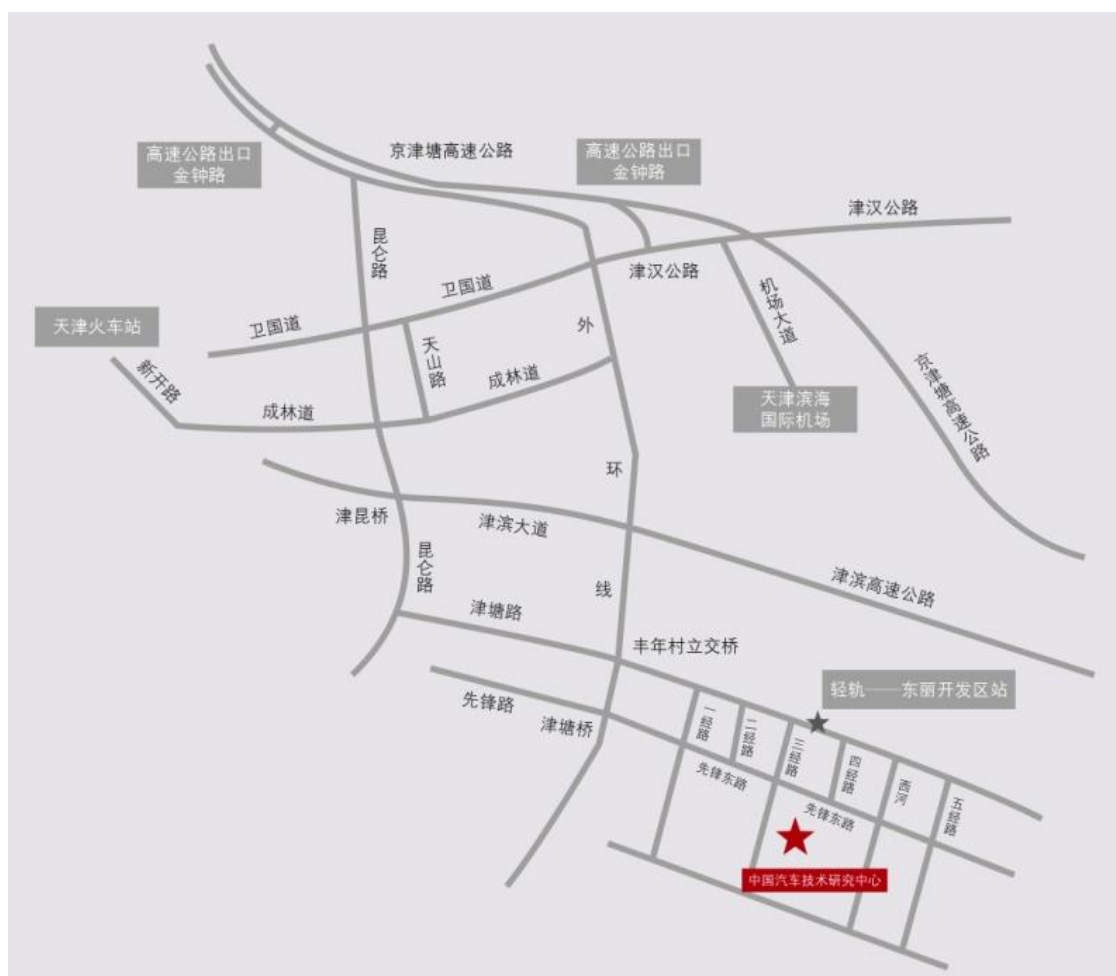 京津塘高速公路
高速公路出口
金钟路
高速公路出口
金钟路
津汉公路
昆仑路
津汉公路
卫国道
机场大道
天津火车站
卫国道
外
天山路
新开路
成林道
成林道
天津滨海
国际机场
京津塘高速公路
环
津昆桥
津滨大道
昆仑路
线
津滨高速公路
津塘路
丰年村立交桥
轻轨——东丽开发区站
先锋路
津塘桥
一经路
二经路
三经路
四经路
西河
五经路
先锋东路
先锋东路
中国汽车技术研究中心